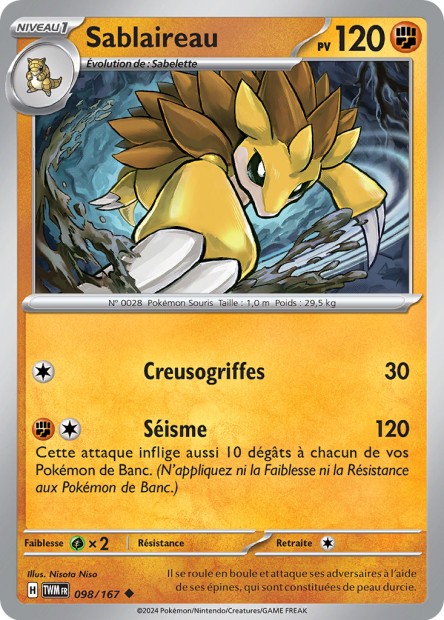 NIVEAU 1
Sablaireau
PV 120
Évolution de : Sabelette
N° 0028 Pokémon Souris Taille : 1,0 m Poids : 29,5 kg
Creusogriffes 30
Séisme 120
Cette attaque inflige aussi 10 dégâts à chacun de vos
Pokémon de Banc. (N'appliquez ni la Faiblesse ni la Résistance
aux Pokémon de Banc.)
Faiblesse ×2 Résistance Retraite
Illus. Nisota Niso
H TWM FR 098/167
Il se roule en boule et attaque ses adversaires à l'aide
de ses épines, qui sont constituées de peau durcie.
©2024 Pokémon/Nintendo/Creatures/GAME FREAK